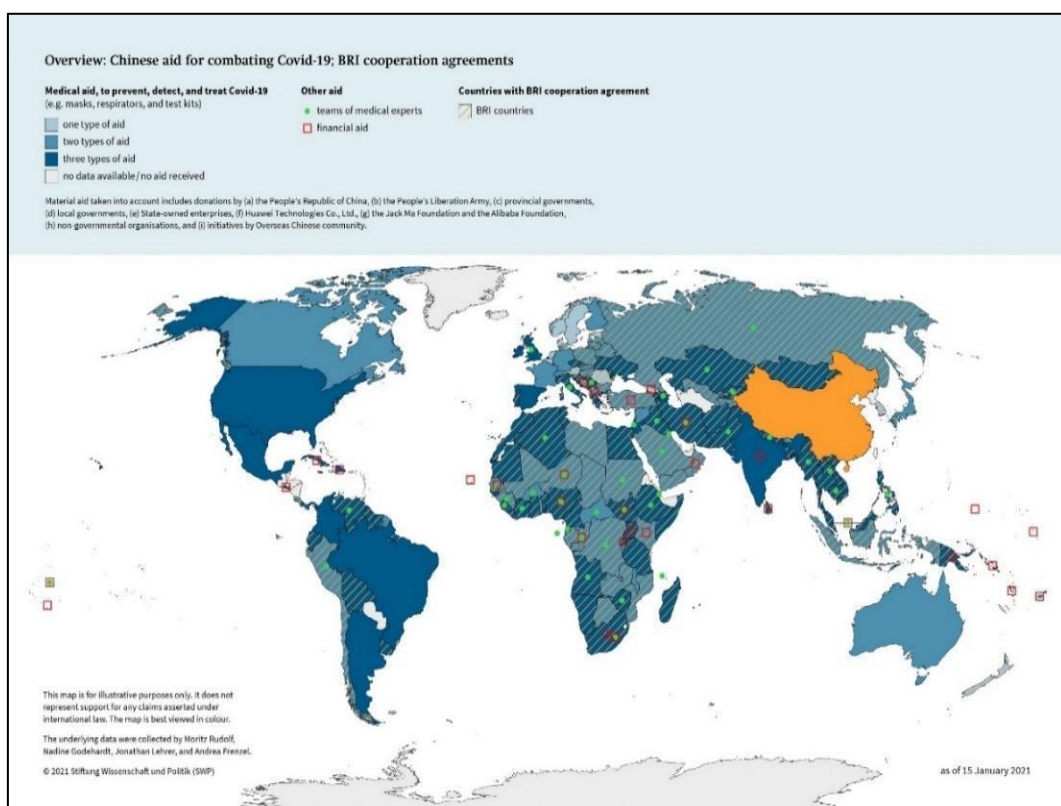 Overview: Chinese aid for combating Covid-19; BRI cooperation agreements
Medical aid, to prevent, detect, and treat Covid-19
(e.g. masks, respirators, and test kits)
one type of aid
two types of aid
three types of aid
no data available/no aid received
Other aid
teams of medical experts
financial aid
Countries with BRI cooperation agreement
BRI countries
Material aid taken into account includes donations by (a) the People's Republic of China, (b) the People's Liberation Army, (c) provincial governments,
(d) local governments, (e) State-owned enterprises, (f) Huawei Technologies Co., Ltd., (g) the Jack Ma Foundation and the Alibaba Foundation,
(h) non-governmental organisations, and (i) initiatives by Overseas Chinese community.
This map is for illustrative purposes only. It does not
represent support for any claims asserted under
international law. The map is best viewed in colour.
The underlying data were collected by Moritz Rudolf,
Nadine Godehardt, Jonathan Lehrer, and Andrea Frenzel.
© 2021 Stiftung Wissenschaft und Politik (SWP)
as of 15 January 2021